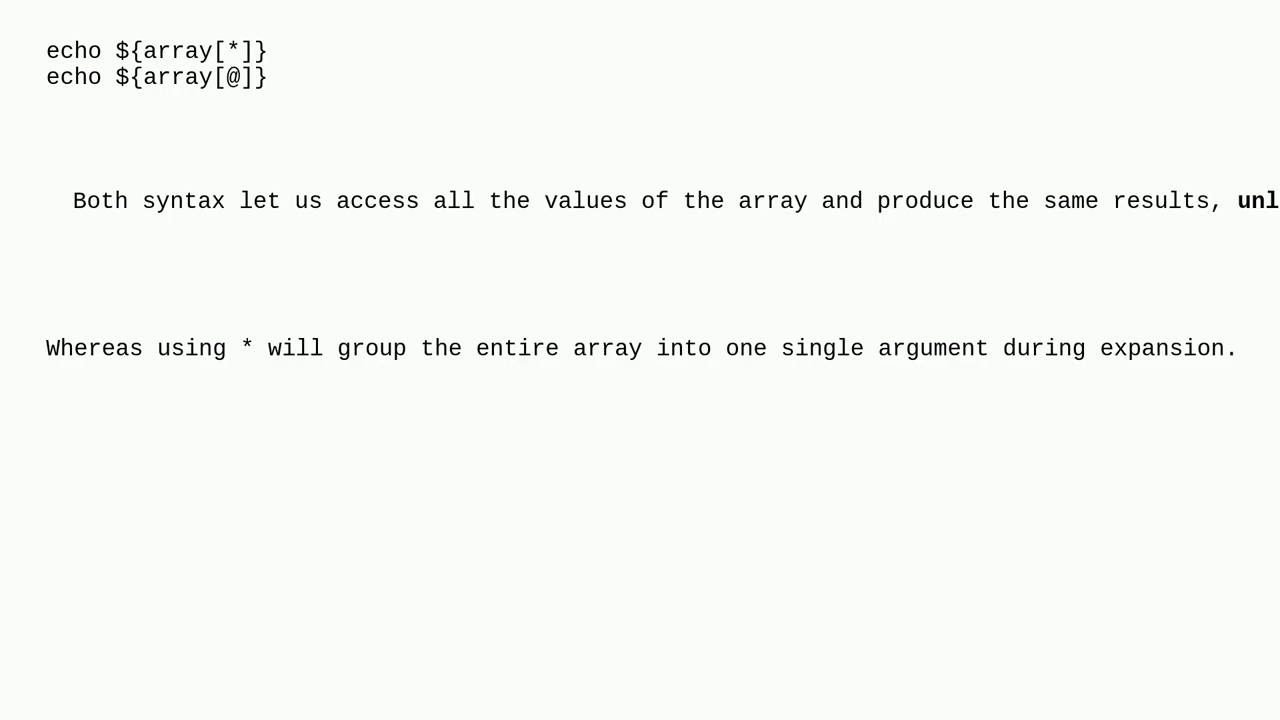 echo ${array[*]}
echo ${array[@]}
Both syntax let us access all the values of the array and produce the same results, unl
Whereas using * will group the entire array into one single argument during expansion.